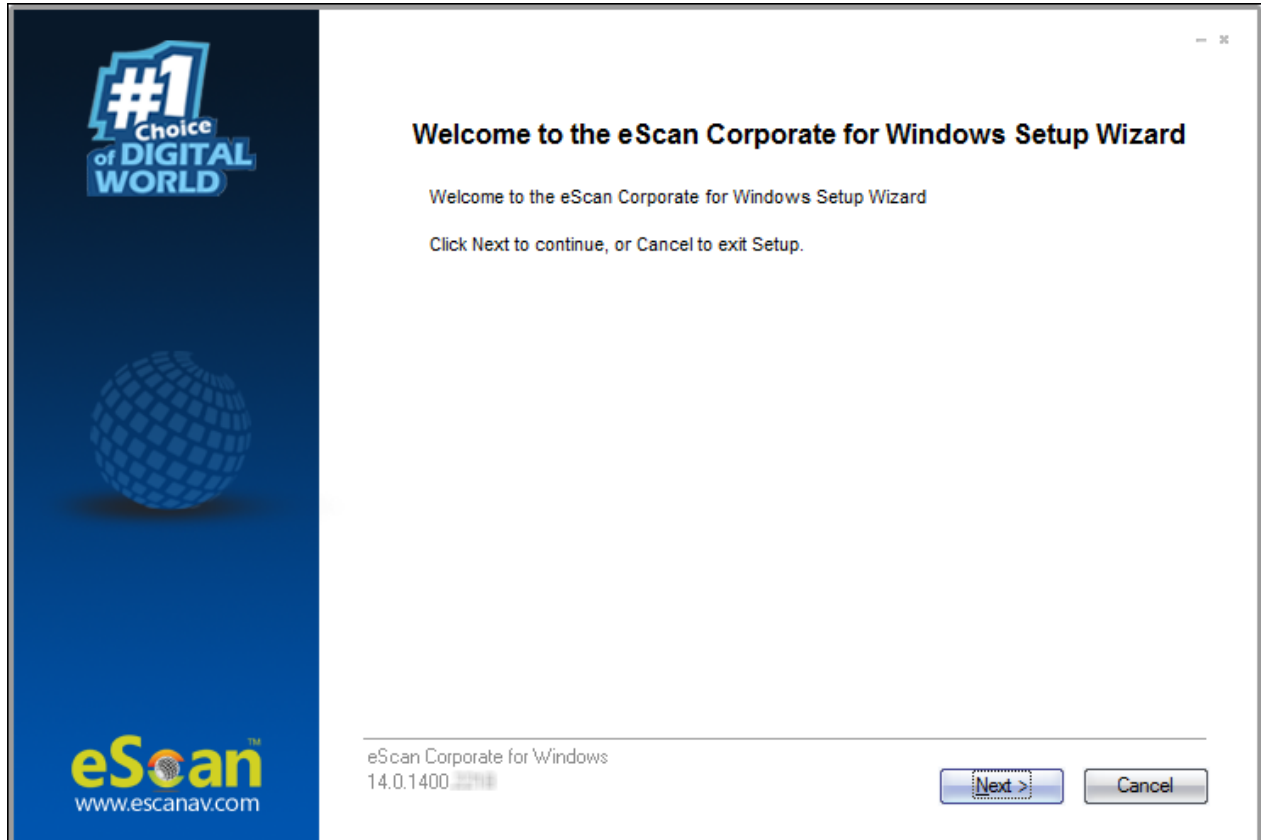 #1
Choice
of DIGITAL
WORLD
Welcome to the eScan Corporate for Windows Setup Wizard
Welcome to the eScan Corporate for Windows Setup Wizard
Click Next to continue, or Cancel to exit Setup.
eScan™
www.escanav.com
eScan Corporate for Windows
14.0.1400
Next >
Cancel